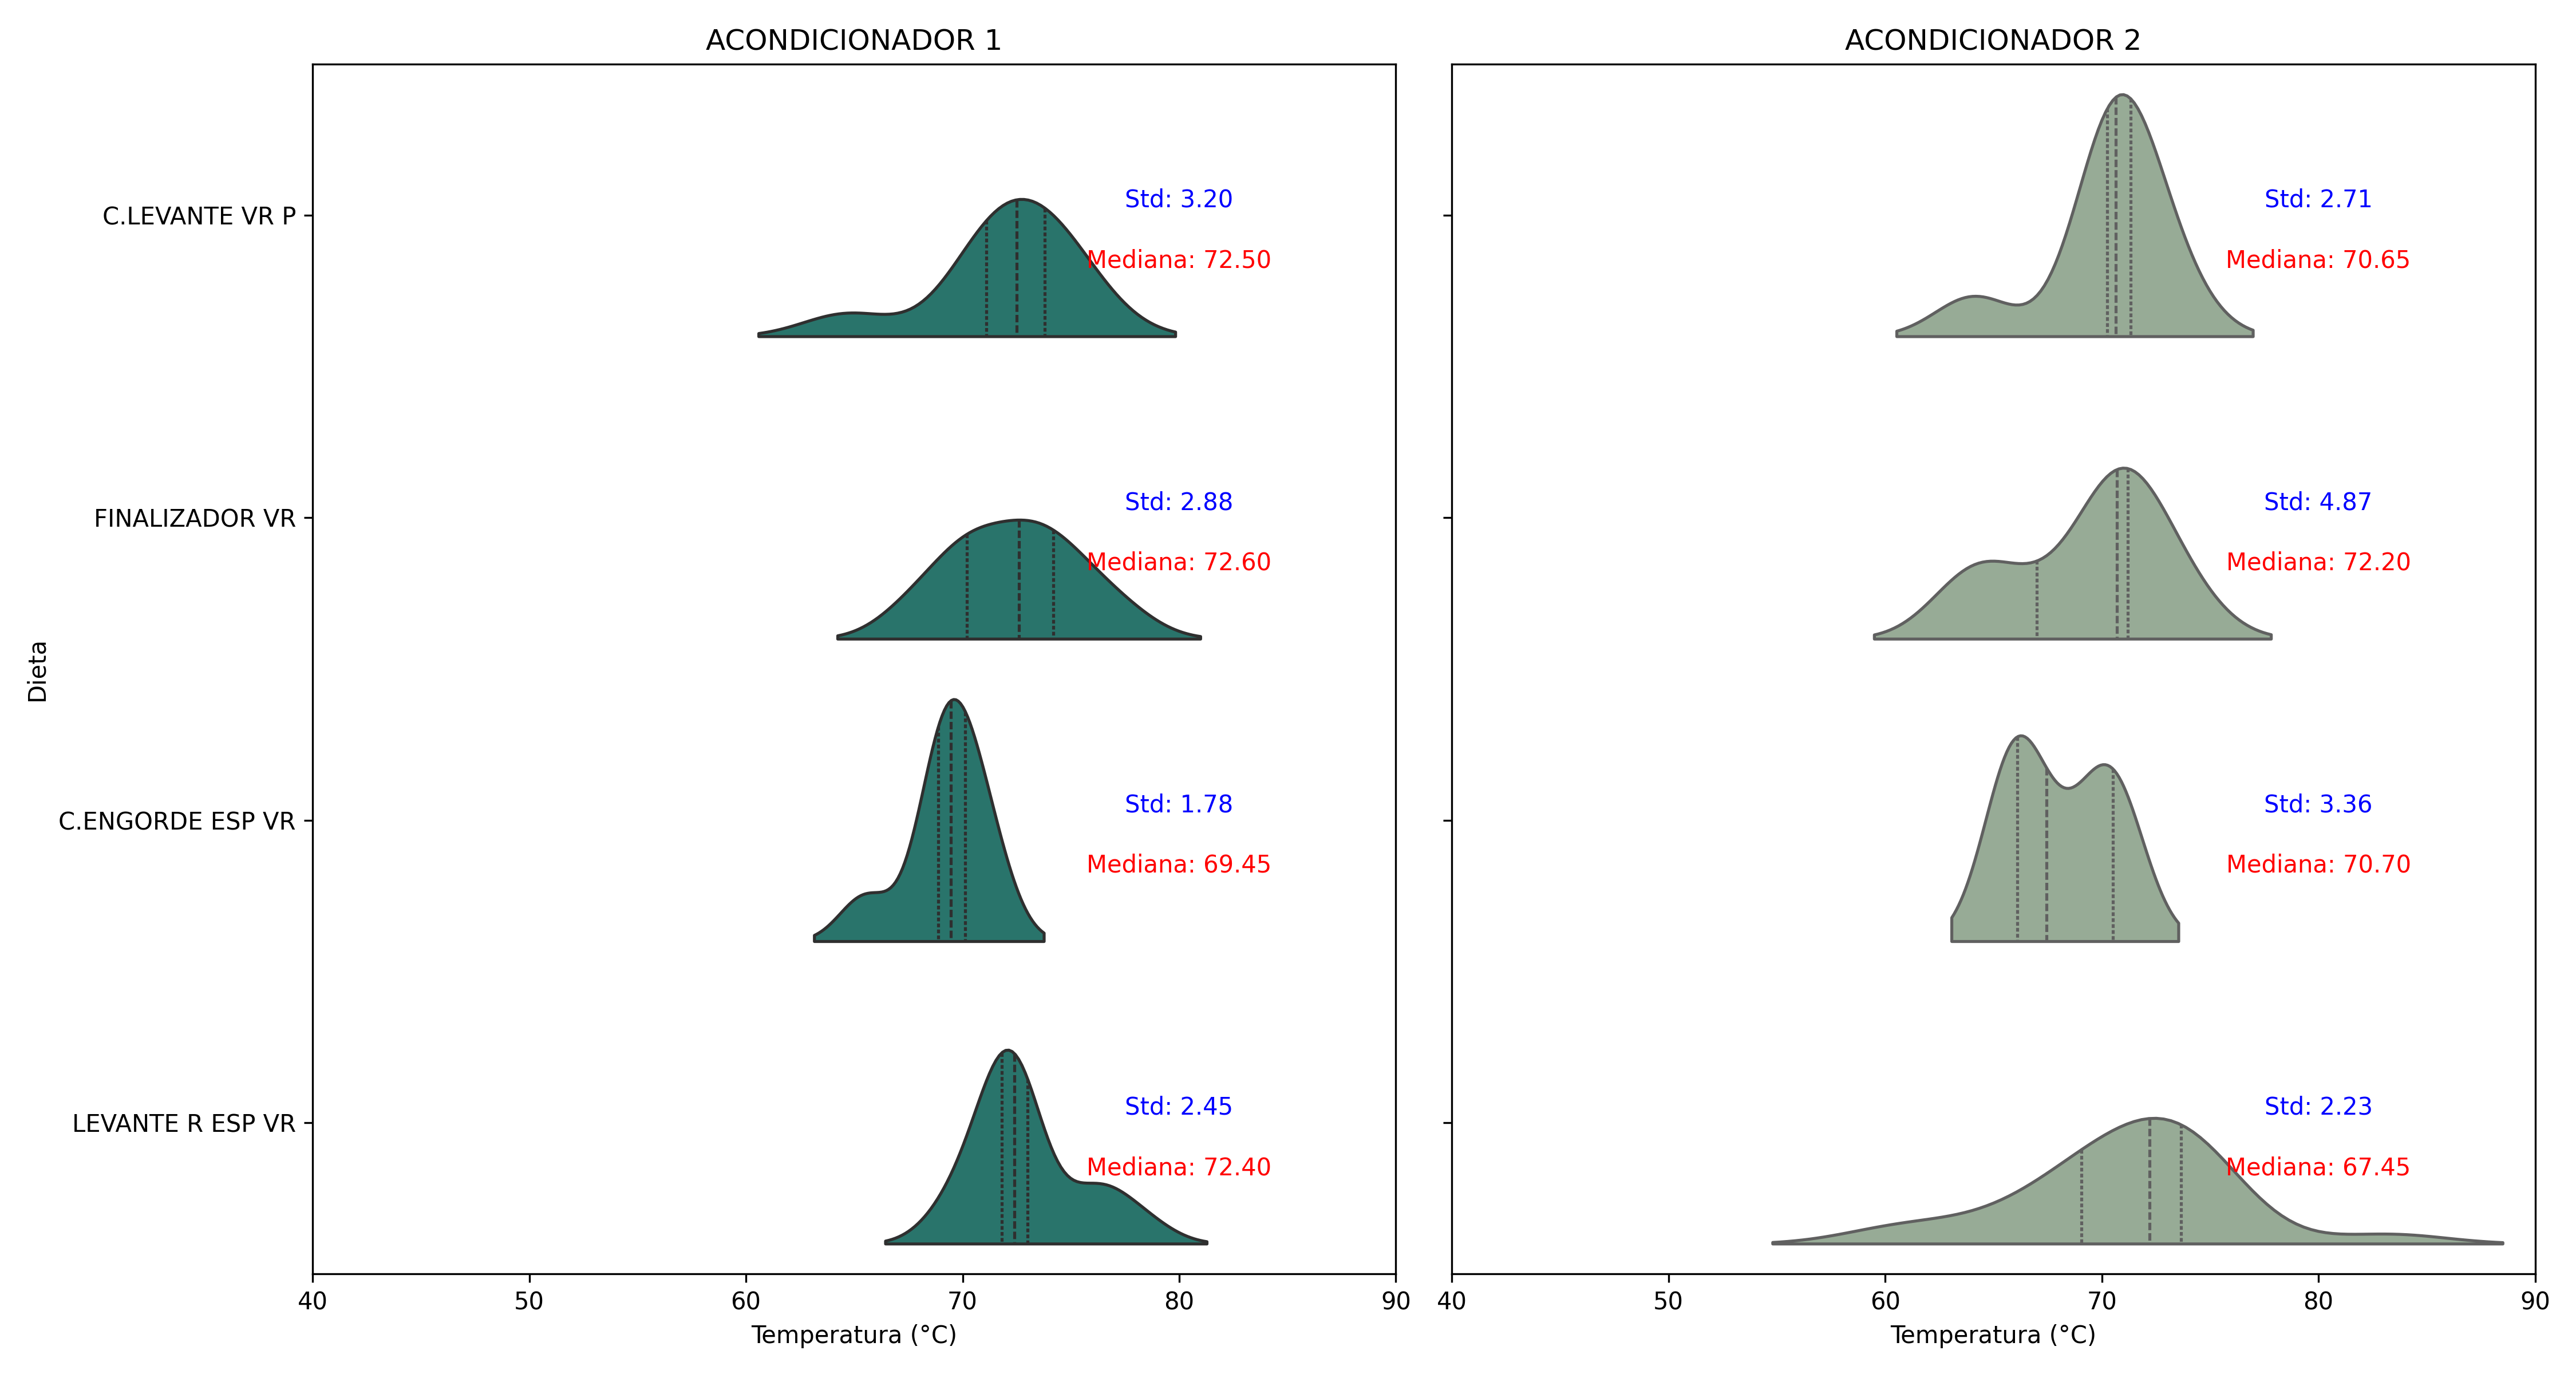 ACONDICIONADOR 1
C.LEVANTE VR P
Std: 3.20
Mediana: 72.50
FINALIZADOR VR
Std: 2.88
Mediana: 72.60
Dieta
C.ENGORDE ESP VR
Std: 1.78
Mediana: 69.45
LEVANTE R ESP VR
Std: 2.45
Mediana: 72.40
40 50 60 70 80 90
Temperatura (°C)
ACONDICIONADOR 2
Std: 2.71
Mediana: 70.65
Std: 4.87
Mediana: 72.20
Std: 3.36
Mediana: 70.70
Std: 2.23
Mediana: 67.45
40 50 60 70 80 90
Temperatura (°C)